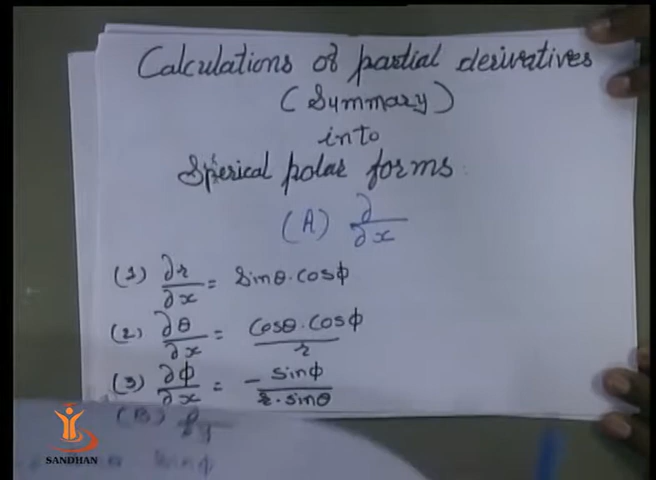 Calculations of partial derivatives
(Summary)
into
Sperical polar forms
(A) ∂/∂x
(1) ∂r/∂x = Sinθ·cosϕ
(2) ∂θ/∂x = Cosθ·Cosϕ/r
(3) ∂ϕ/∂x = -Sinϕ/r·sinθ
(B)
SANDHAN